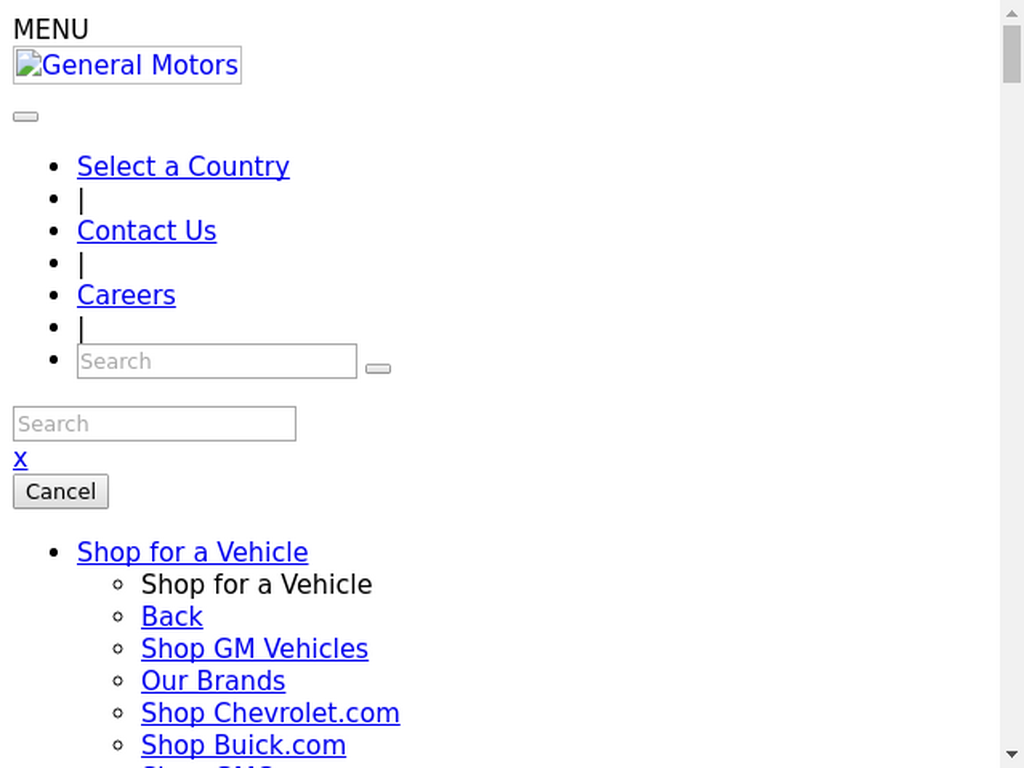 MENU
General Motors
Select a Country
|
Contact Us
|
Careers
|
Search
Search
x
Cancel
Shop for a Vehicle
Shop for a Vehicle
Back
Shop GM Vehicles
Our Brands
Shop Chevrolet.com
Shop Buick.com